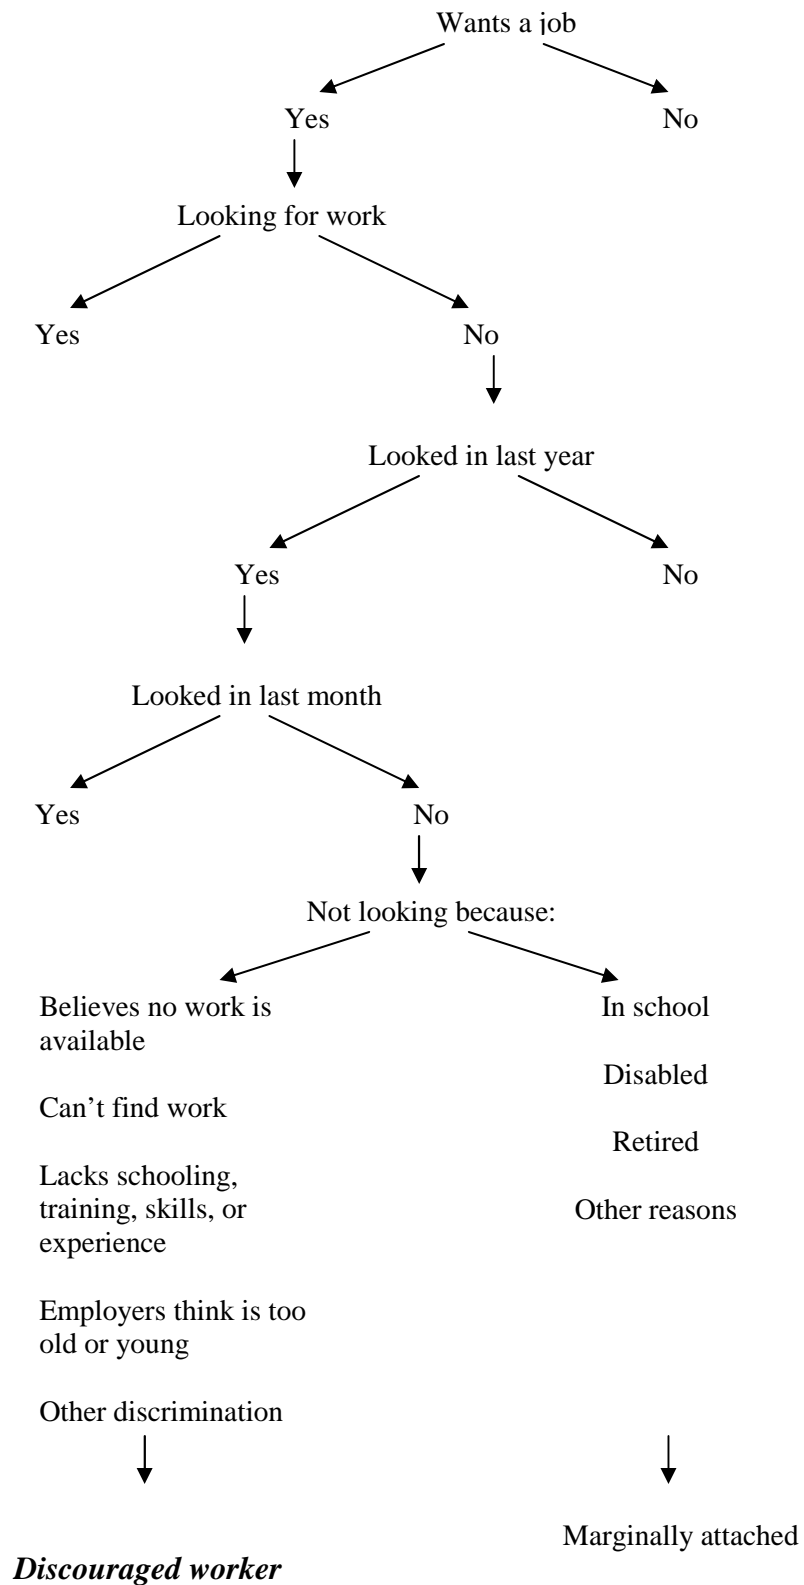 Wants a job
Yes
No
Looking for work
Yes
No
Looked in last year
Yes
No
Looked in last month
Yes
No
Not looking because:
Believes no work is
available
Can't find work
Lacks schooling,
training, skills, or
experience
Employers think is too
old or young
Other discrimination
In school
Disabled
Retired
Other reasons
Discouraged worker
Marginally attached